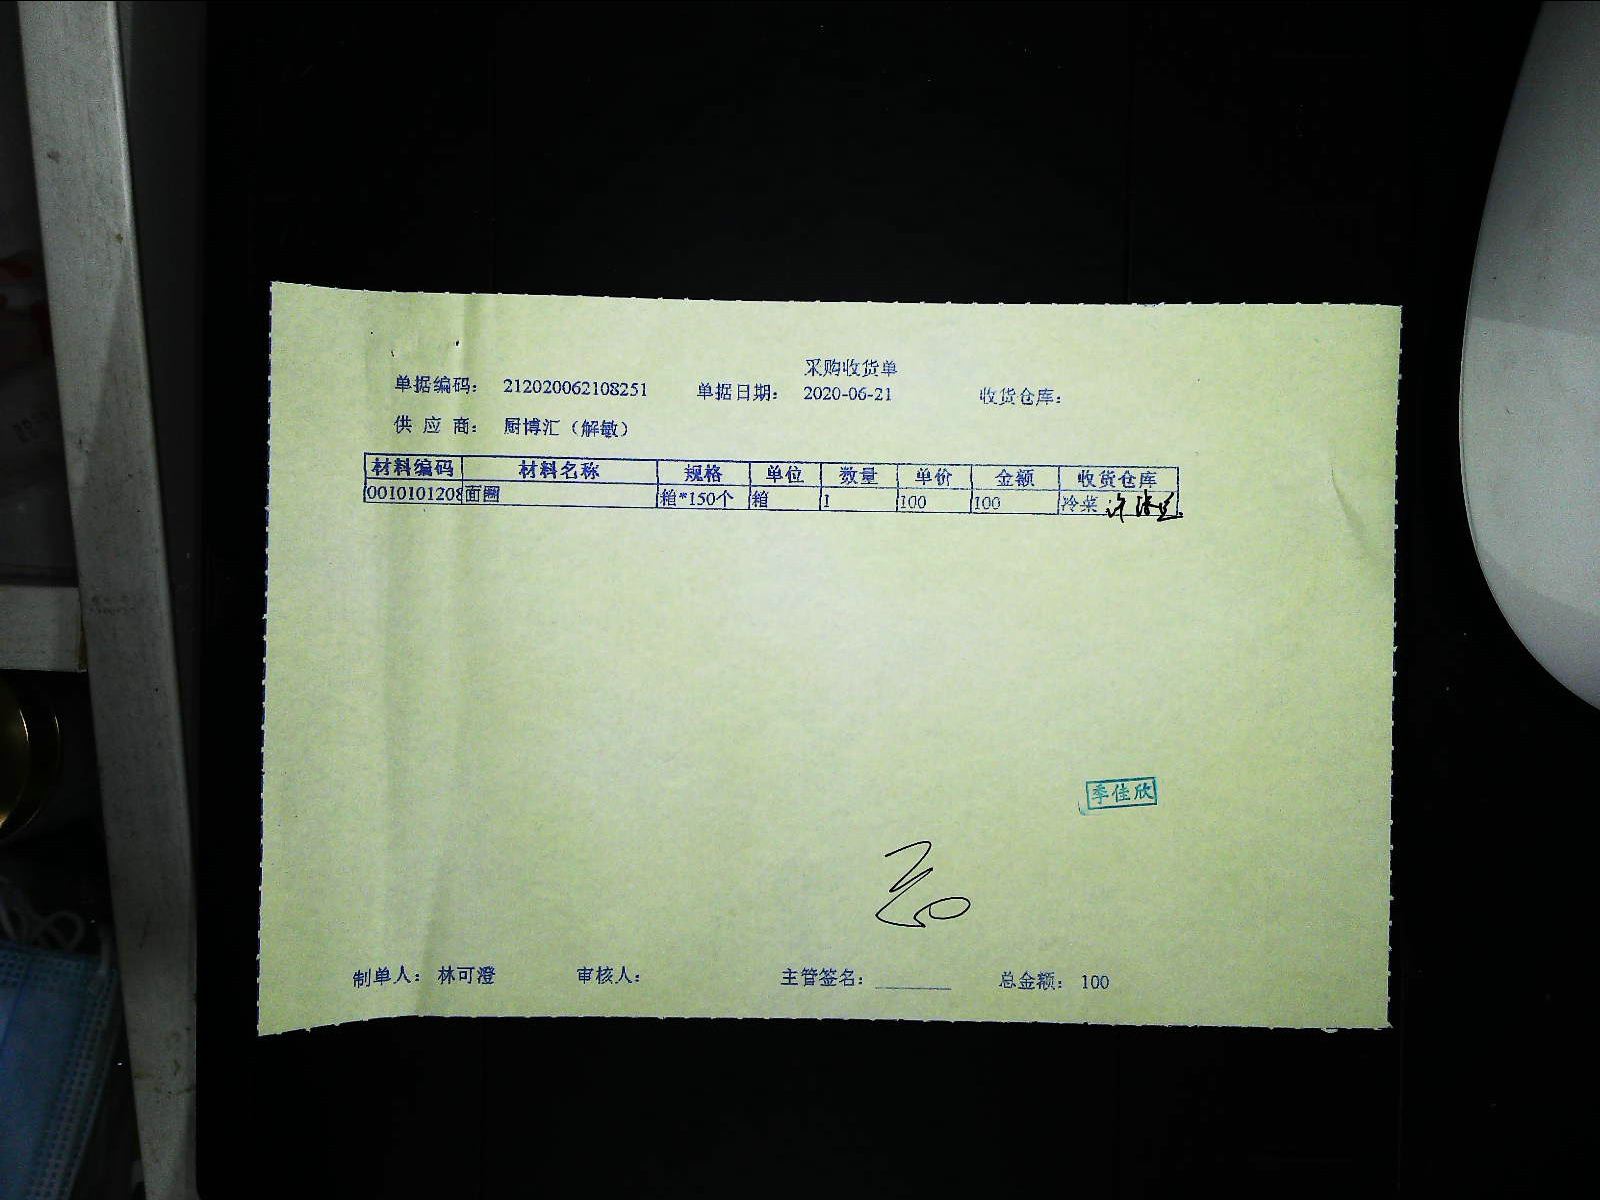 采购收货单
单据编码: 212020062108251 单据日期: 2020-06-21 收货仓库:
供 应 商: 厨博汇（解敏）
材料编码 材料名称 规格 单位 数量 单价 金额 收货仓库
0010101208 面圈 箱*150个 箱 1 100 100 冷菜
季佳欣
制单人: 林可澄 审核人: 主管签名: 总金额: 100